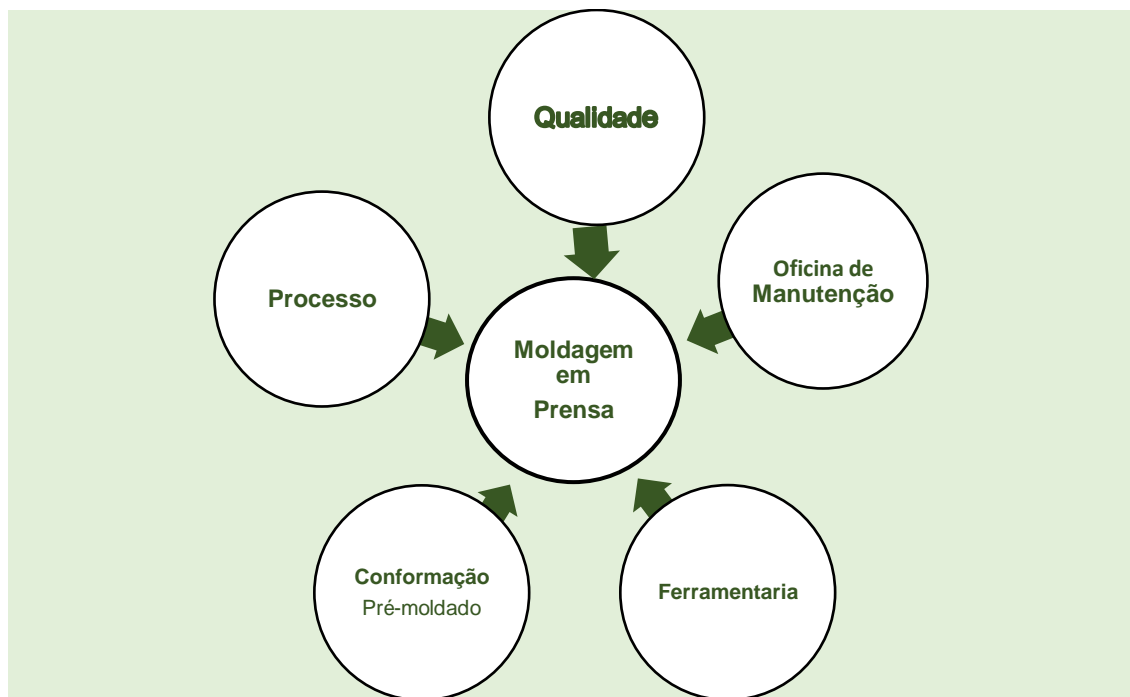 Qualidade
Oficina de
Manutenção
Processo
Moldagem
em
Prensa
Conformação
Pré-moldado
Ferramentaria